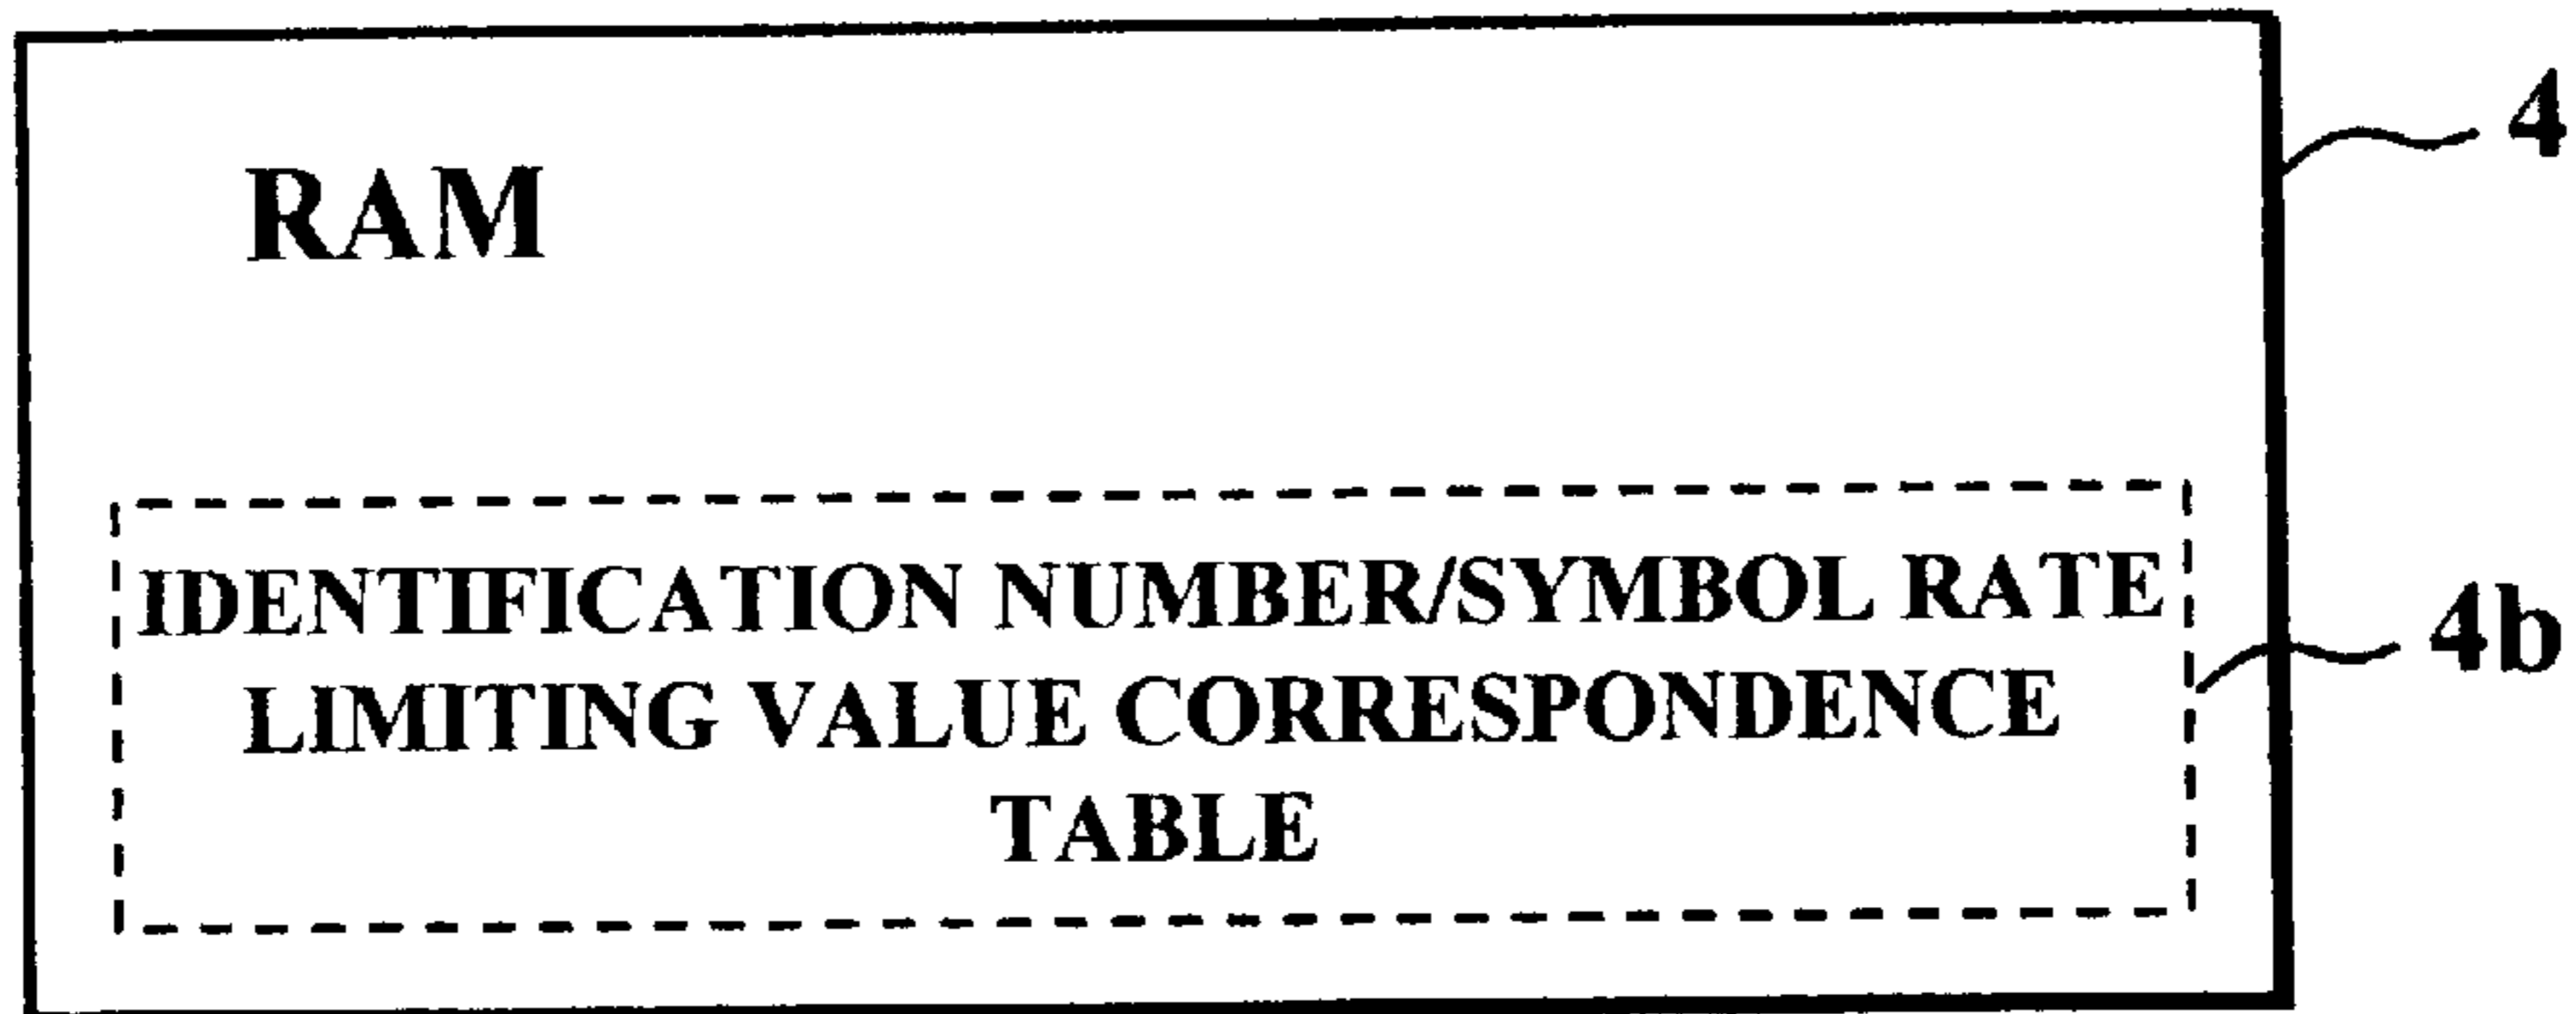 RAM
4
IDENTIFICATION NUMBER/SYMBOL RATE
LIMITING VALUE CORRESPONDENCE
TABLE
4b